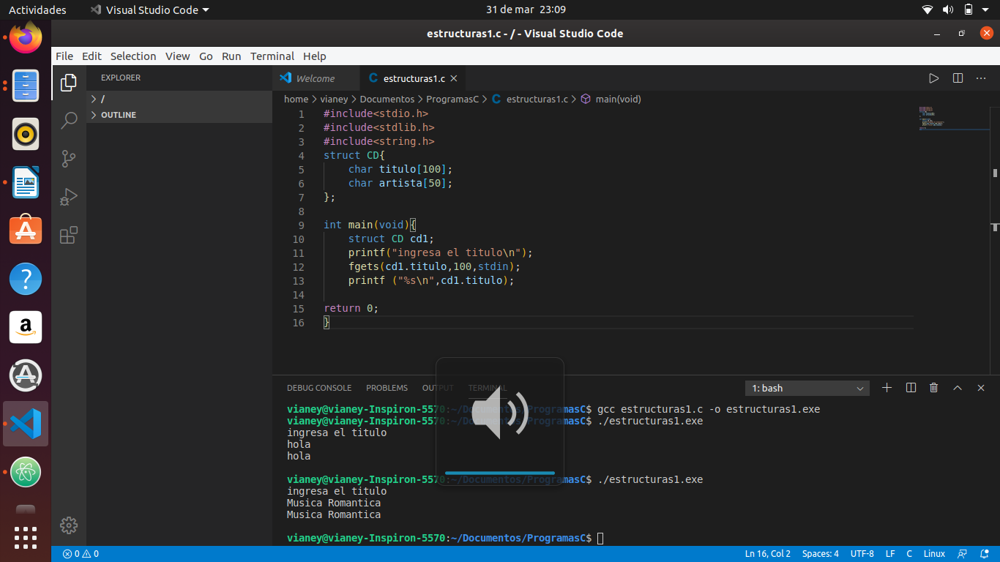 Actividades Visual Studio Code 31 de mar 23:09
estructuras1.c - / - Visual Studio Code
File Edit Selection View Go Run Terminal Help
EXPLORER
/
OUTLINE
Welcome estructuras1.c
home > vianey > Documentos > ProgramasC > C estructuras1.c > main(void)
1 #include<stdio.h>
2 #include<stdlib.h>
3 #include<string.h>
4 struct CD{
5 char titulo[100];
6 char artista[50];
7 };
8
9 int main(void){
10 struct CD cd1;
11 printf("ingresa el titulo\n");
12 fgets(cd1.titulo,100,stdin);
13 printf ("%s\n",cd1.titulo);
14
15 return 0;
16 }
DEBUG CONSOLE PROBLEMS OUTPUT TERMINAL 1: bash
vianey@vianey-Inspiron-5570:~/Documentos/ProgramasC$ gcc estructuras1.c -o estructuras1.exe
vianey@vianey-Inspiron-5570:~/Documentos/ProgramasC$ ./estructuras1.exe
ingresa el titulo
hola
hola
vianey@vianey-Inspiron-5570:~/Documentos/ProgramasC$ ./estructuras1.exe
ingresa el titulo
Musica Romantica
Musica Romantica
vianey@vianey-Inspiron-5570:~/Documentos/ProgramasC$
0 0 Ln 16, Col 2 Spaces: 4 UTF-8 LF C Linux